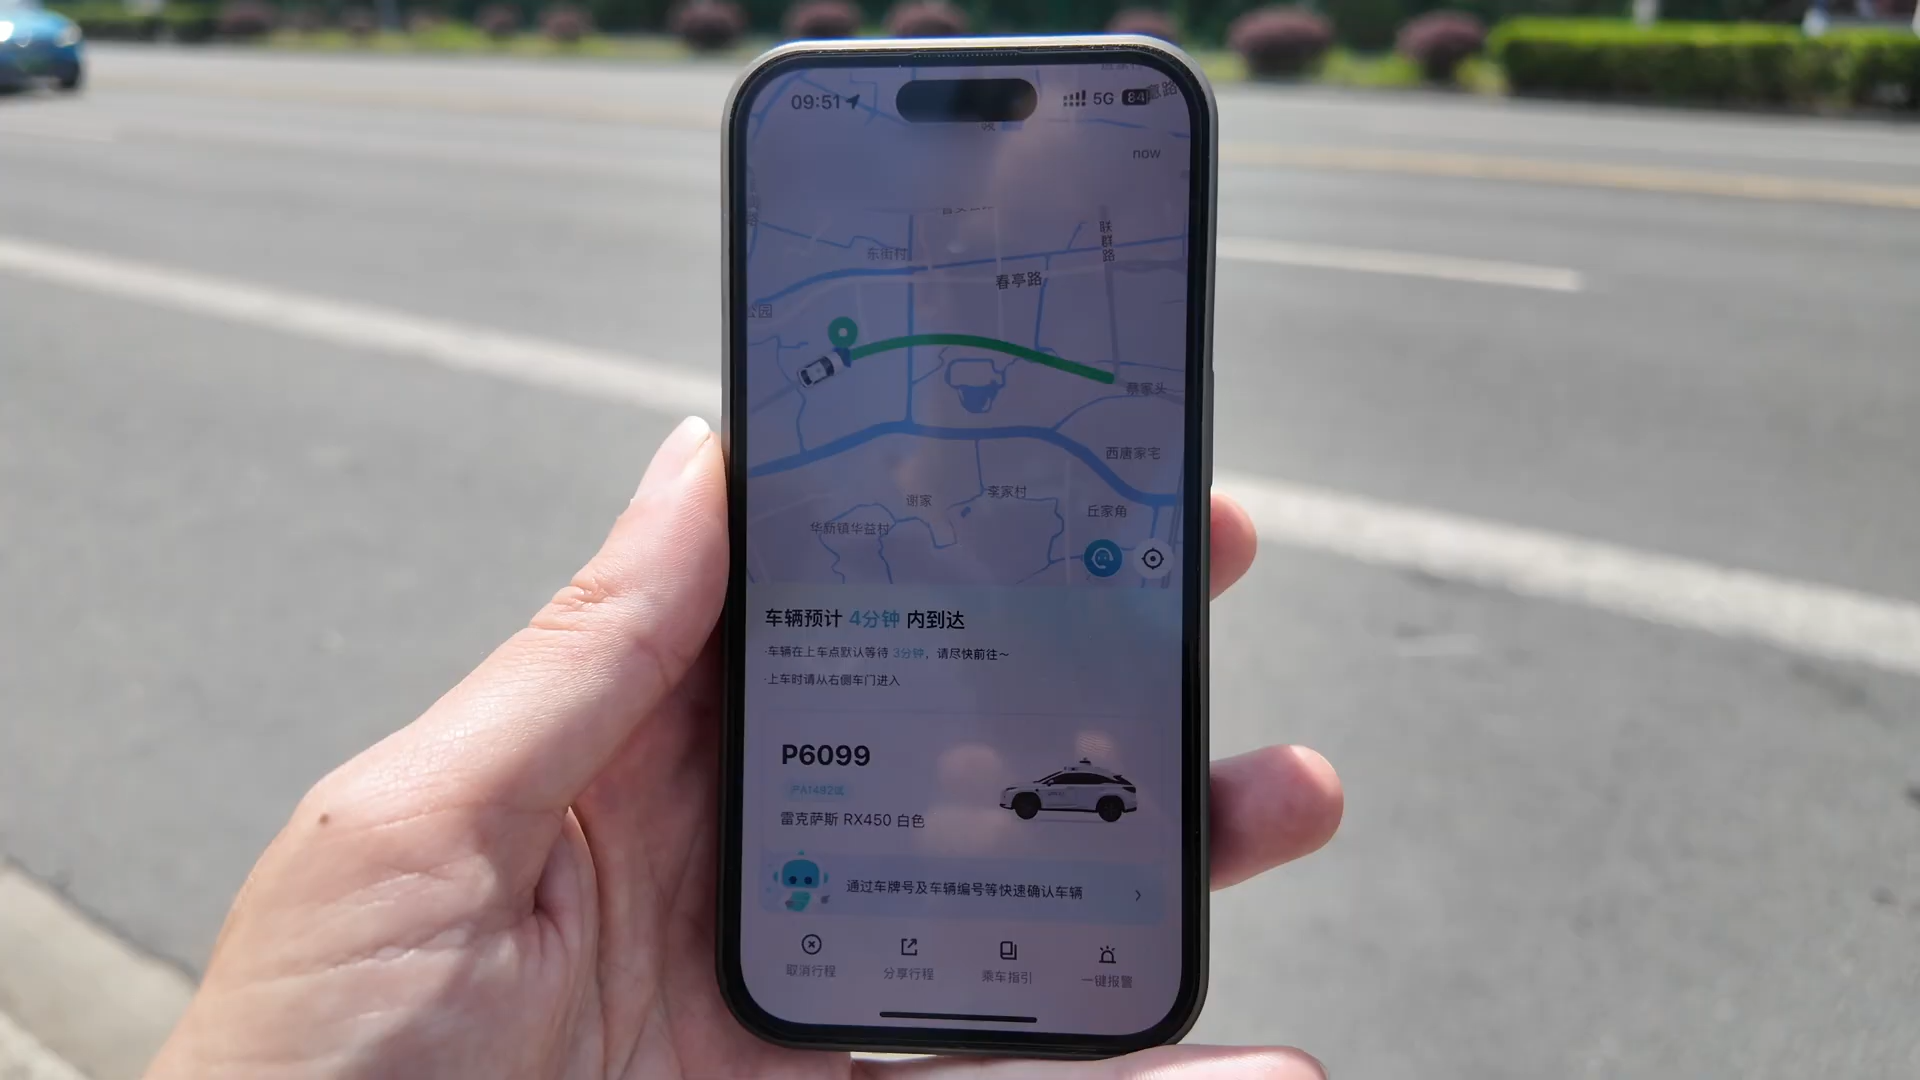 09:51
5G 84
息路
now
联群路
东街村
春亭路
公园
蔡家头
西唐家宅
李家村
谢家
丘家角
华新镇华益村
车辆预计 4分钟 内到达
·车辆在上车点默认等待 3分钟，请尽快前往～
·上车时请从右侧车门进入
P6099
雷克萨斯 RX450 白色
通过车牌号及车辆编号等快速确认车辆
取消行程
分享行程
乘车指引
一键报警